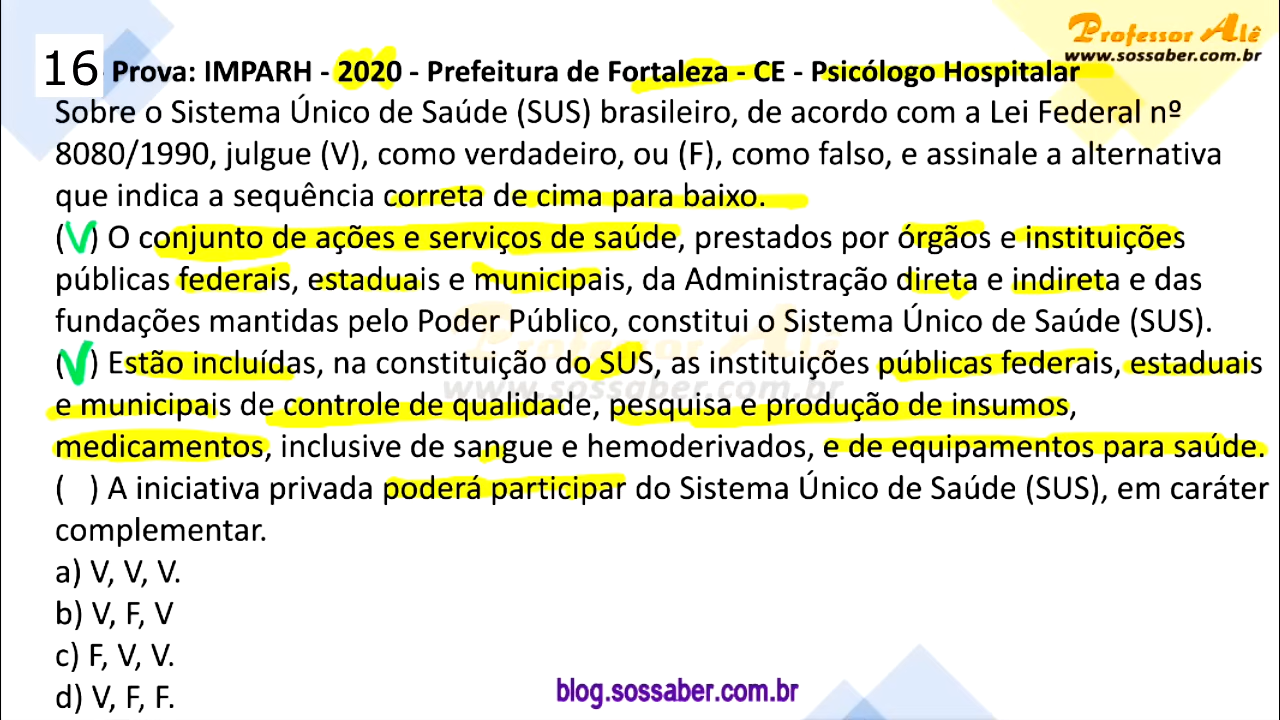 Professor Alê
www.sossaber.com.br
16 Prova: IMPARH - 2020 - Prefeitura de Fortaleza - CE - Psicólogo Hospitalar
Sobre o Sistema Único de Saúde (SUS) brasileiro, de acordo com a Lei Federal nº
8080/1990, julgue (V), como verdadeiro, ou (F), como falso, e assinale a alternativa
que indica a sequência correta de cima para baixo.
(V) O conjunto de ações e serviços de saúde, prestados por órgãos e instituições
públicas federais, estaduais e municipais, da Administração direta e indireta e das
fundações mantidas pelo Poder Público, constitui o Sistema Único de Saúde (SUS).
Professor Alê
(V) Estão incluídas, na constituição do SUS, as instituições públicas federais, estaduais
www.sossaber.com.br
e municipais de controle de qualidade, pesquisa e produção de insumos,
medicamentos, inclusive de sangue e hemoderivados, e de equipamentos para saúde.
( ) A iniciativa privada poderá participar do Sistema Único de Saúde (SUS), em caráter
complementar.
a) V, V, V.
b) V, F, V
c) F, V, V.
d) V, F, F.
blog.sossaber.com.br